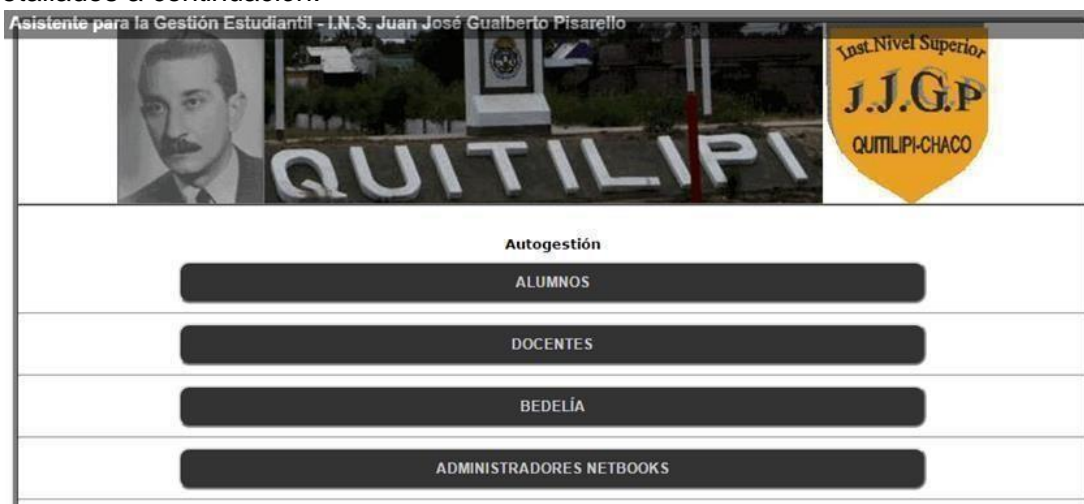 Asistente para la Gestión Estudiantil - I.N.S. Juan José Gualberto Pisarello
Inst.Nivel Superior
J.J.G.P
QUITILIPI-CHACO
QUITILIPI
Autogestión
ALUMNOS
DOCENTES
BEDELÍA
ADMINISTRADORES NETBOOKS